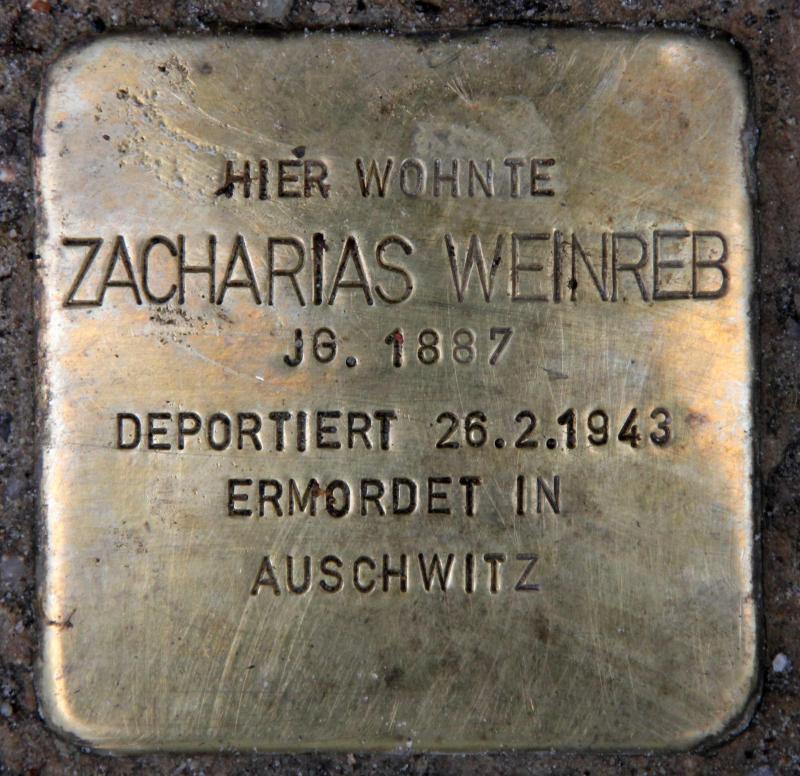 HIER WOHNTE
ZACHARIAS WEINREB
JG. 1887
DEPORTIERT 26.2.1943
ERMORDET IN
AUSCHWITZ